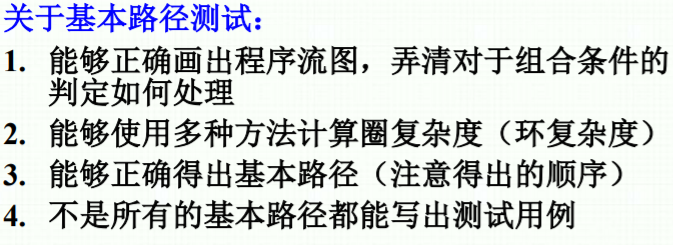 关于基本路径测试：
1. 能够正确画出程序流图，弄清对于组合条件的
判定如何处理
2. 能够使用多种方法计算圈复杂度（环复杂度）
3. 能够正确得出基本路径（注意得出的顺序）
4. 不是所有的基本路径都能写出测试用例